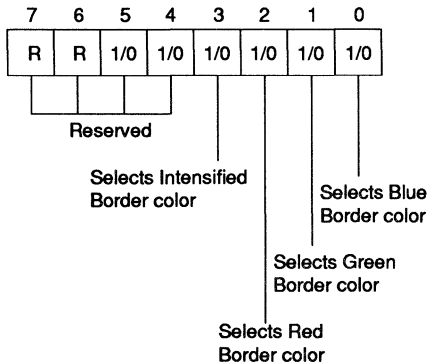 7 6 5 4 3 2 1 0
R R 1/0 1/0 1/0 1/0 1/0 1/0
Reserved
Selects Intensified
Border color
Selects Blue
Border color
Selects Green
Border color
Selects Red
Border color